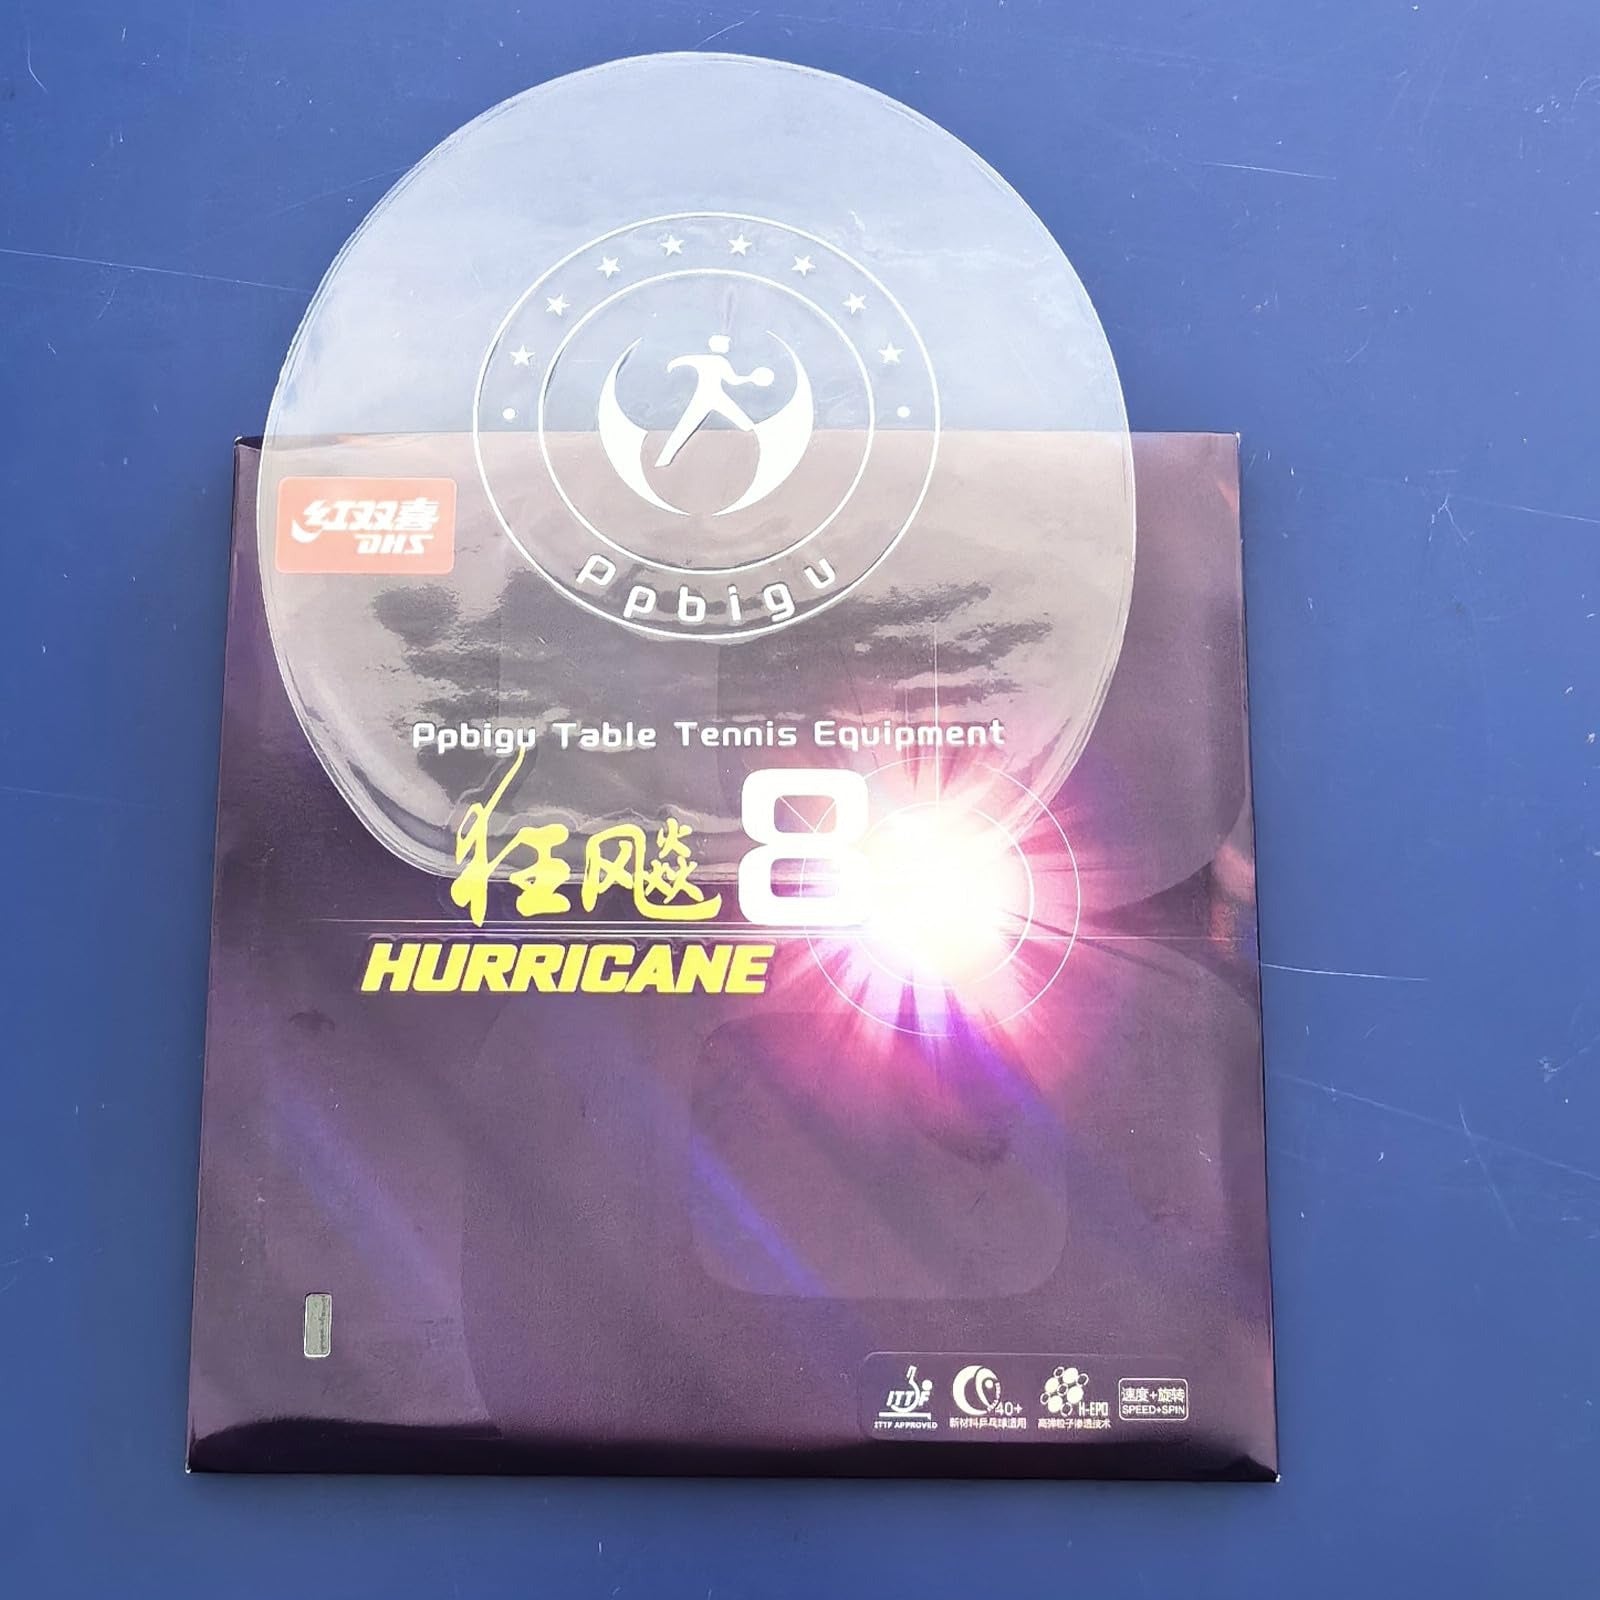 红双喜
DHS
Ppbigu
Ppbigu Table Tennis Equipment
狂飚8
HURRICANE
ITTF
ITTF APPROVED
40+
新材料乒乓球适用
H-EPO
高弹粒子渗透技术
速度+旋转
SPEED+SPIN